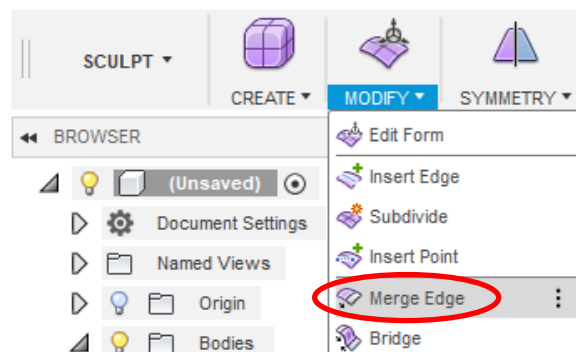 SCULPT
CREATE
MODIFY
SYMMETRY
BROWSER
(Unsaved)
Document Settings
Named Views
Origin
Bodies
Edit Form
Insert Edge
Subdivide
Insert Point
Merge Edge
Bridge